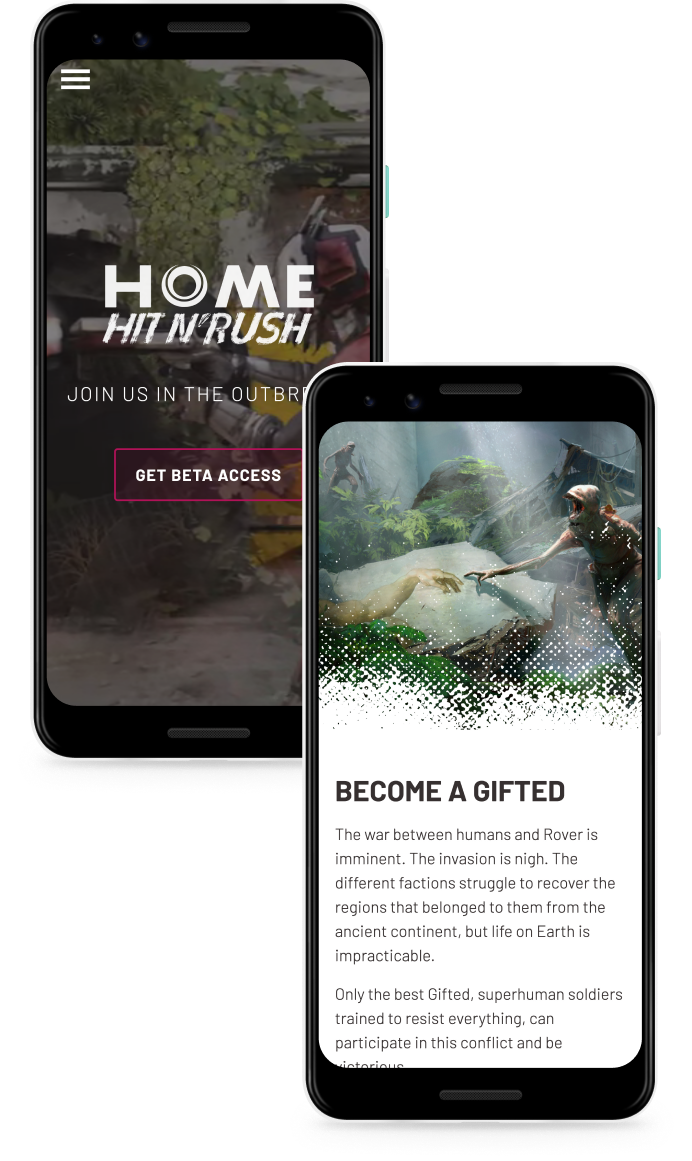 HOME
HIT N'RUSH
JOIN US IN THE
GET BETA ACCESS
BECOME A GIFTED
The war between humans and Rover is
imminent. The invasion is nigh. The
different factions struggle to recover the
regions that belonged to them from the
ancient continent, but life on Earth is
impracticable.
Only the best Gifted, superhuman soldiers
trained to resist everything, can
participate in this conflict and be
victorious